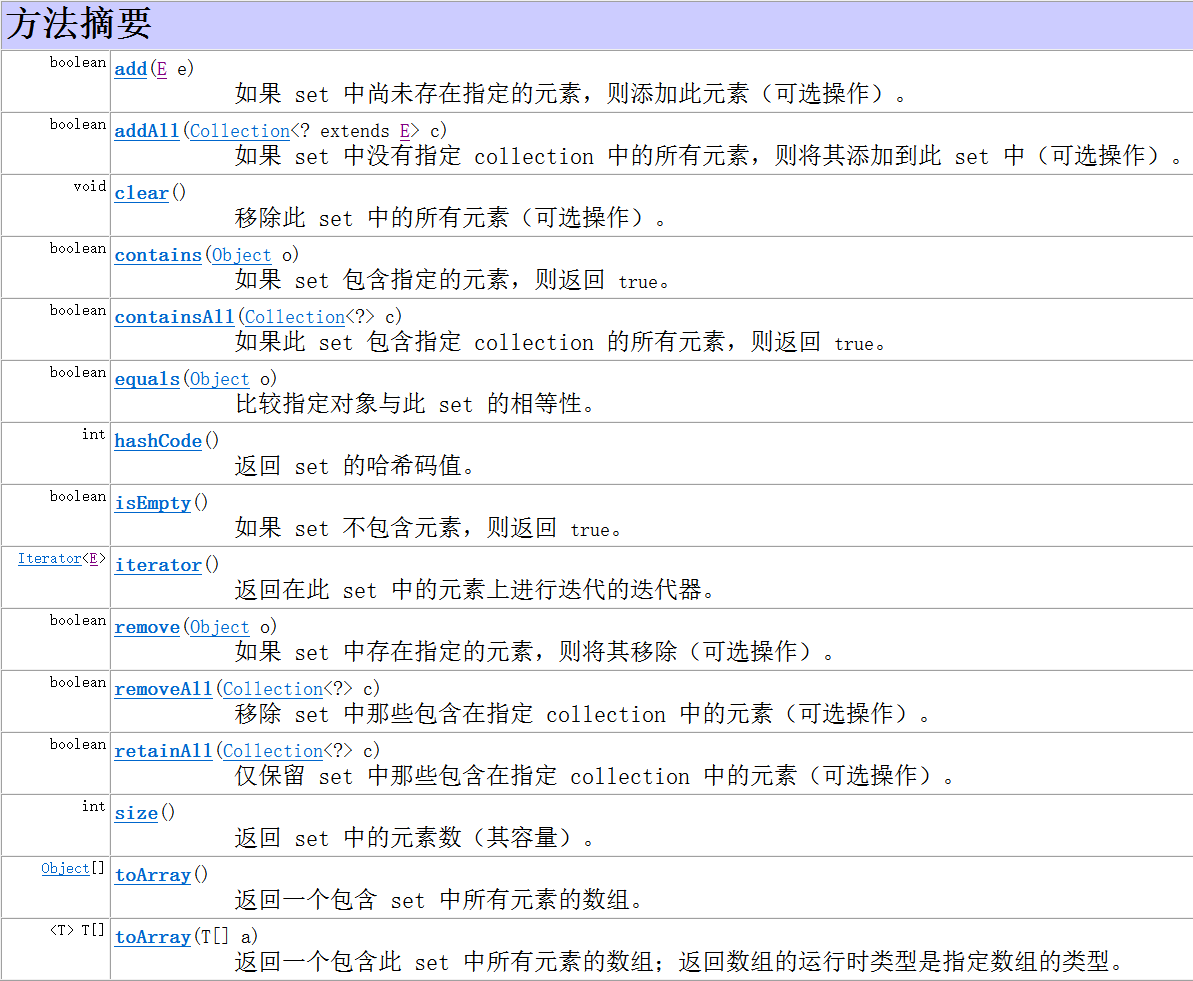 方法摘要
boolean add(E e)
如果 set 中尚未存在指定的元素，则添加此元素（可选操作）。
boolean addAll(Collection<? extends E> c)
如果 set 中没有指定 collection 中的所有元素，则将其添加到此 set 中（可选操作）。
void clear()
移除此 set 中的所有元素（可选操作）。
boolean contains(Object o)
如果 set 包含指定的元素，则返回 true。
boolean containsAll(Collection<?> c)
如果此 set 包含指定 collection 的所有元素，则返回 true。
boolean equals(Object o)
比较指定对象与此 set 的相等性。
int hashCode()
返回 set 的哈希码值。
boolean isEmpty()
如果 set 不包含元素，则返回 true。
Iterator<E> iterator()
返回在此 set 中的元素上进行迭代的迭代器。
boolean remove(Object o)
如果 set 中存在指定的元素，则将其移除（可选操作）。
boolean removeAll(Collection<?> c)
移除 set 中那些包含在指定 collection 中的元素（可选操作）。
boolean retainAll(Collection<?> c)
仅保留 set 中那些包含在指定 collection 中的元素（可选操作）。
int size()
返回 set 中的元素数（其容量）。
Object[] toArray()
返回一个包含 set 中所有元素的数组。
<T> T[] toArray(T[] a)
返回一个包含此 set 中所有元素的数组；返回数组的运行时类型是指定数组的类型。